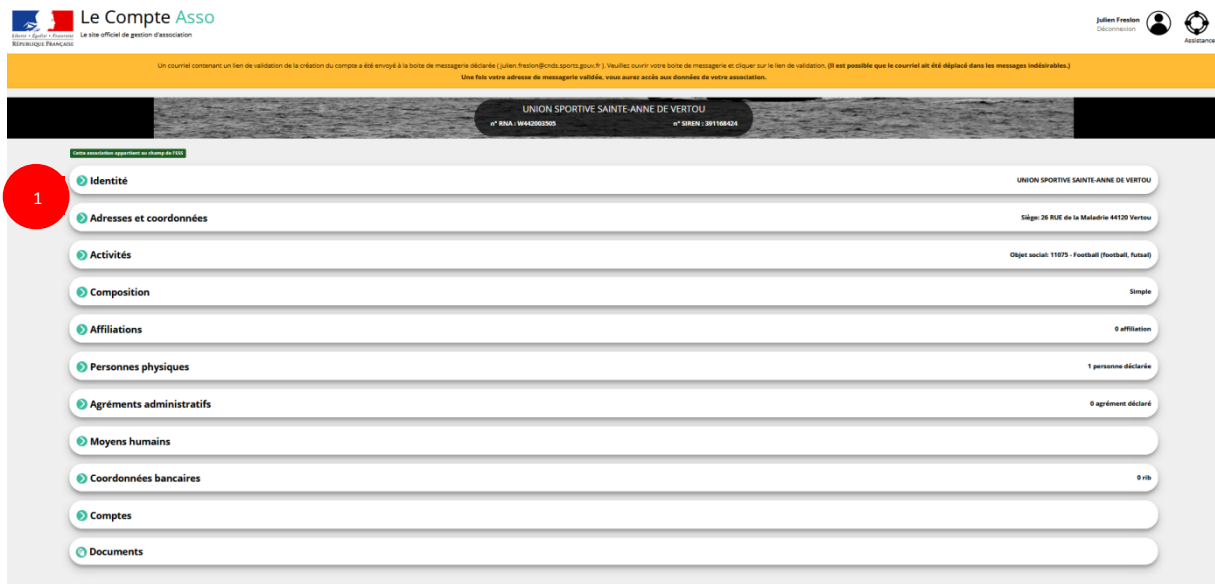 Le Compte Asso
Le site officiel de gestion d'association
Liberté • Égalité • Fraternité
RÉPUBLIQUE FRANÇAISE
Julien Freslon
Déconnexion
Assistance
Un courriel contenant un lien de validation de la création du compte a été envoyé à la boite de messagerie déclarée ( julien.freslon@cnds.sports.gouv.fr ). Veuillez ouvrir votre boite de messagerie et cliquer sur le lien de validation. (Il est possible que le courriel ait été déplacé dans les messages indésirables.)
Une fois votre adresse de messagerie validée, vous aurez accès aux données de votre association.
UNION SPORTIVE SAINTE-ANNE DE VERTOU
n° RNA : W442003505 n° SIREN : 391168424
Cette association appartient au champ de l'ESS
1
Identité UNION SPORTIVE SAINTE-ANNE DE VERTOU
Adresses et coordonnées Siège: 26 RUE de la Maladrie 44120 Vertou
Activités Objet social: 11075 - Football (football, futsal)
Composition Simple
Affiliations 0 affiliation
Personnes physiques 1 personne déclarée
Agréments administratifs 0 agrément déclaré
Moyens humains
Coordonnées bancaires 0 rib
Comptes
Documents